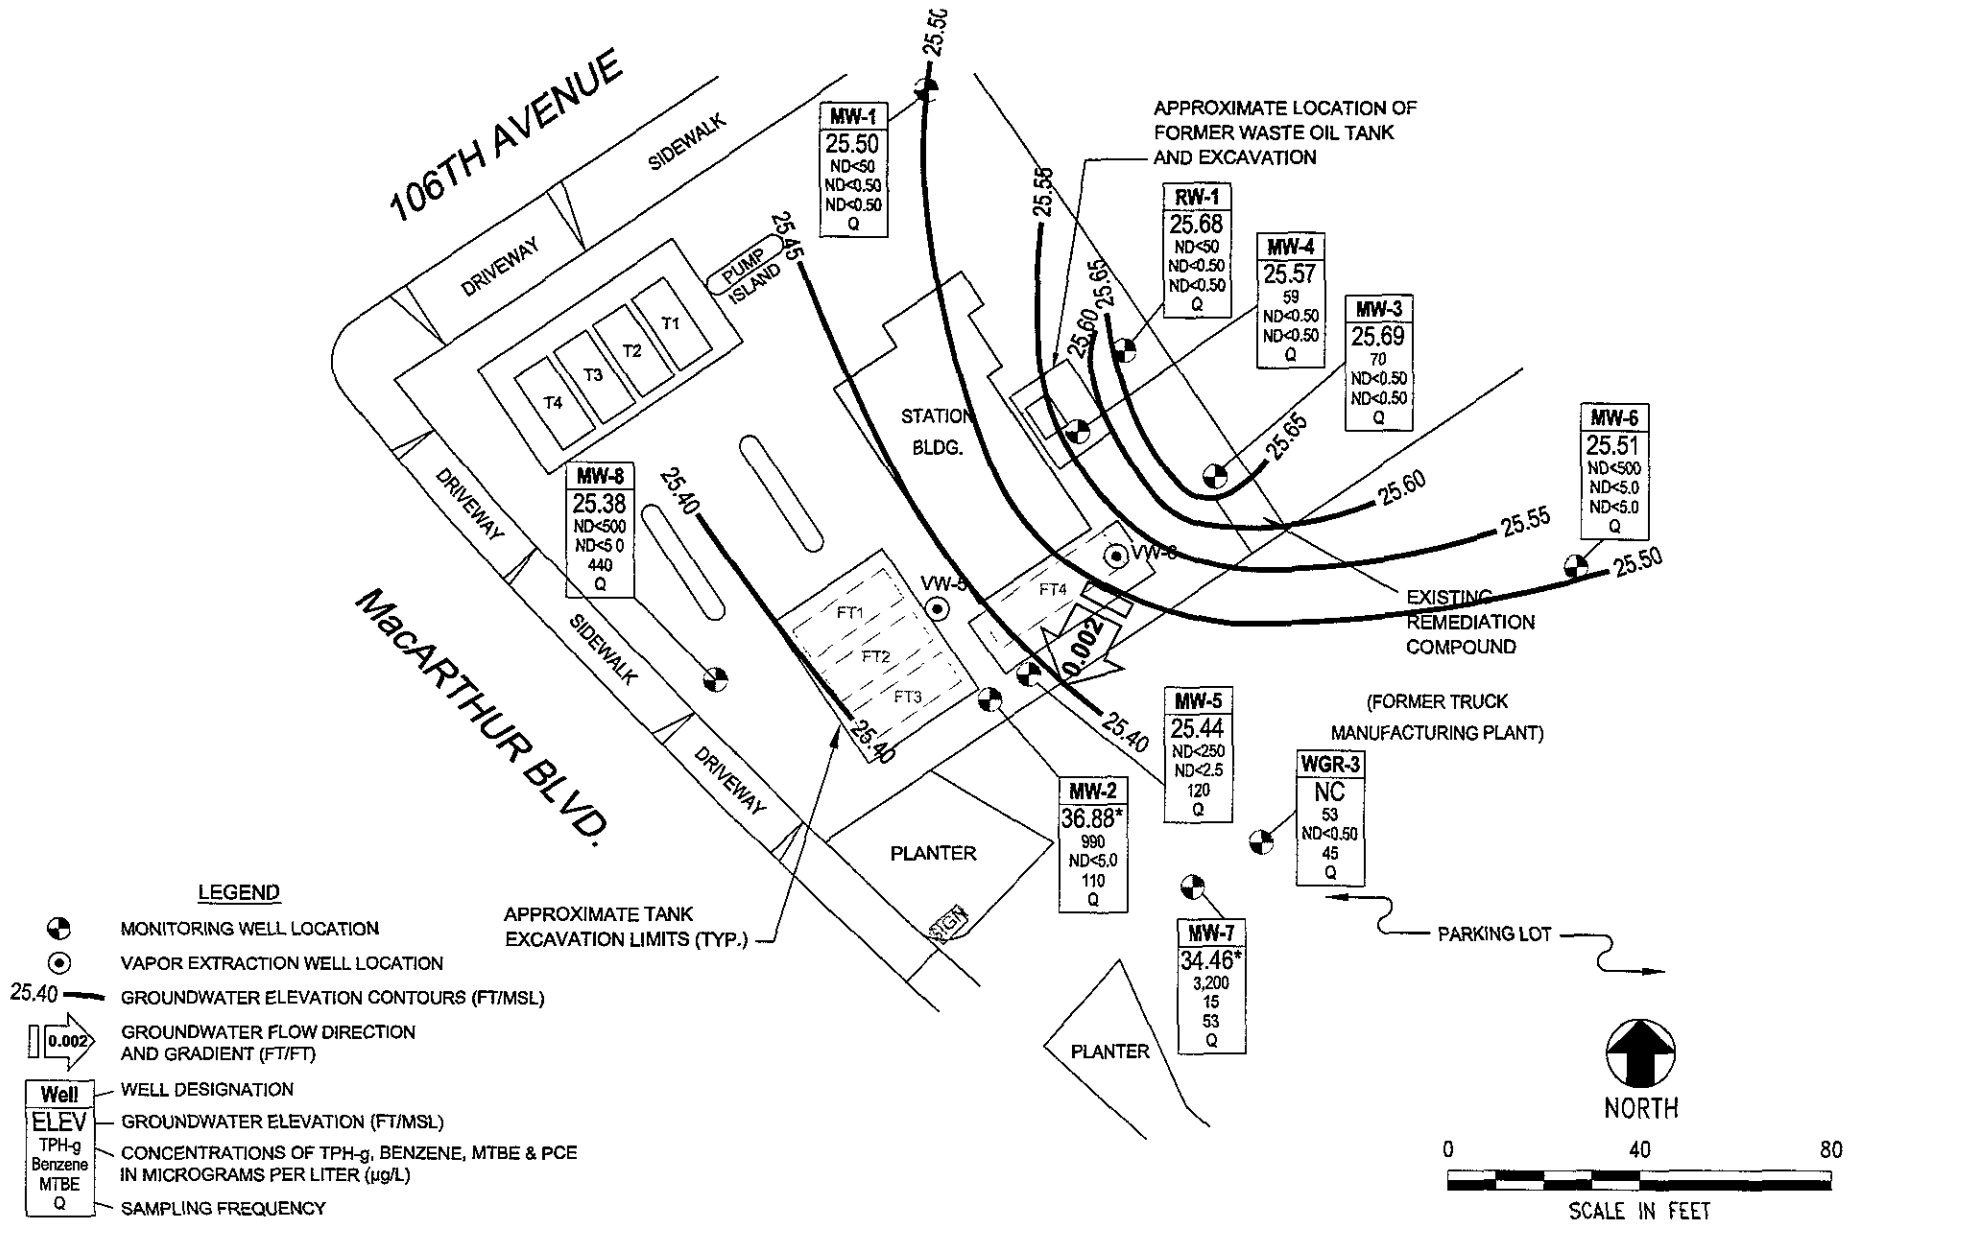 106TH AVENUE
SIDEWALK
DRIVEWAY
25.50
MW-1
25.50
ND<50
ND<0.50
ND<0.50
Q
APPROXIMATE LOCATION OF
FORMER WASTE OIL TANK
AND EXCAVATION
25.55
RW-1
25.68
ND<50
ND<0.50
ND<0.50
Q
MW-4
25.57
59
ND<0.50
ND<0.50
Q
MW-3
25.69
70
ND<0.50
ND<0.50
Q
MW-6
25.51
ND<500
ND<5.0
ND<5.0
Q
25.45
PUMP
ISLAND
T1
T2
T3
T4
25.65
25.60
STATION
BLDG.
25.65
25.60
25.55
25.50
DRIVEWAY
MW-8
25.38
ND<500
ND<5 0
440
Q
25.40
VW-5
VW-6
FT1
FT2
FT3
FT4
0.002
EXISTING
REMEDIATION
COMPOUND
SIDEWALK
MacARTHUR BLVD.
DRIVEWAY
25.40
25.40
MW-5
25.44
ND<250
ND<2.5
120
Q
(FORMER TRUCK
MANUFACTURING PLANT)
MW-2
36.88*
990
ND<5.0
110
Q
WGR-3
NC
53
ND<0.50
45
Q
PLANTER
SIGN
APPROXIMATE TANK
EXCAVATION LIMITS (TYP.)
MW-7
34.46*
3,200
15
53
Q
PARKING LOT
PLANTER
LEGEND
MONITORING WELL LOCATION
VAPOR EXTRACTION WELL LOCATION
25.40 GROUNDWATER ELEVATION CONTOURS (FT/MSL)
0.002 GROUNDWATER FLOW DIRECTION
AND GRADIENT (FT/FT)
Well WELL DESIGNATION
ELEV GROUNDWATER ELEVATION (FT/MSL)
TPH-g CONCENTRATIONS OF TPH-g, BENZENE, MTBE & PCE
Benzene IN MICROGRAMS PER LITER (µg/L)
MTBE
Q SAMPLING FREQUENCY
NORTH
0 40 80
SCALE IN FEET